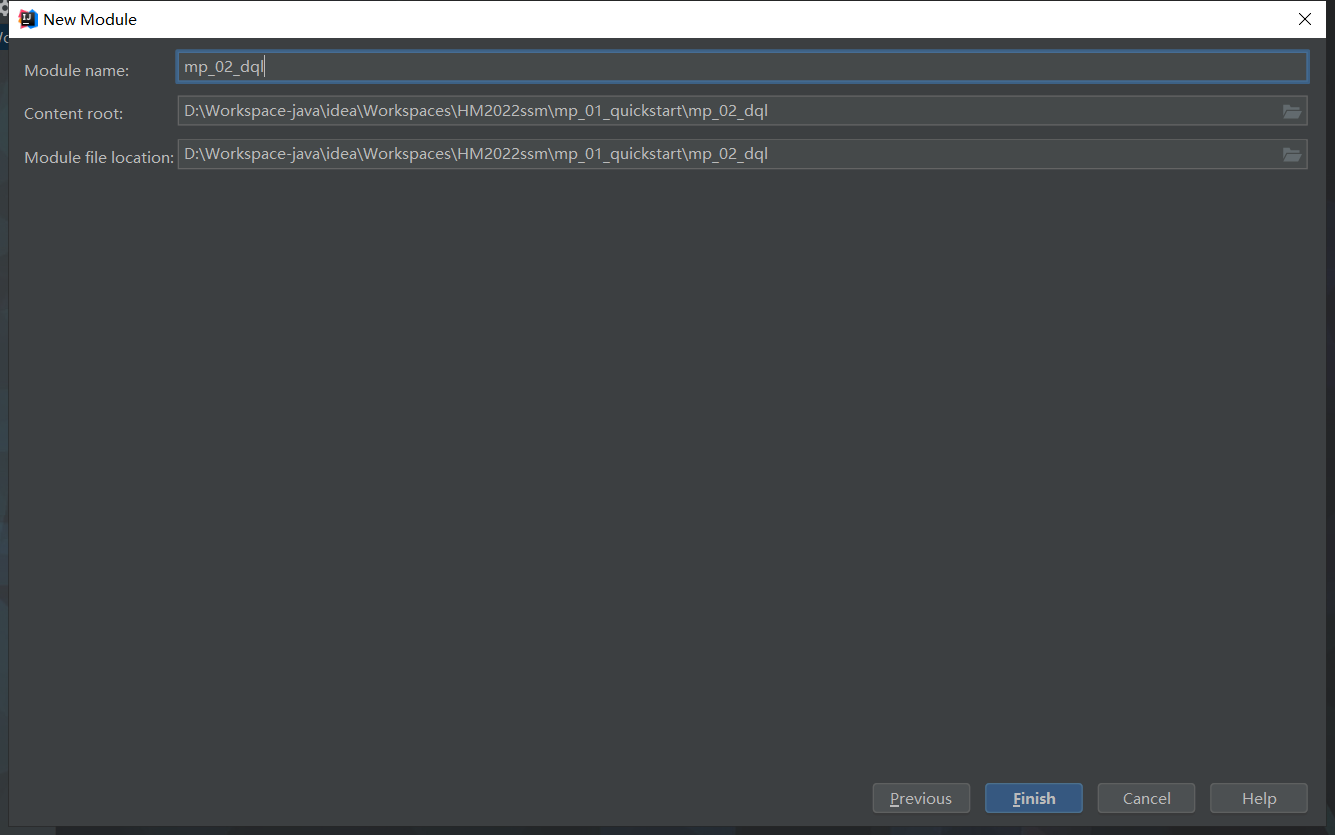 New Module
Module name: mp_02_dql
Content root: D:\Workspace-java\idea\Workspaces\HM2022ssm\mp_01_quickstart\mp_02_dql
Module file location: D:\Workspace-java\idea\Workspaces\HM2022ssm\mp_01_quickstart\mp_02_dql
Previous Finish Cancel Help